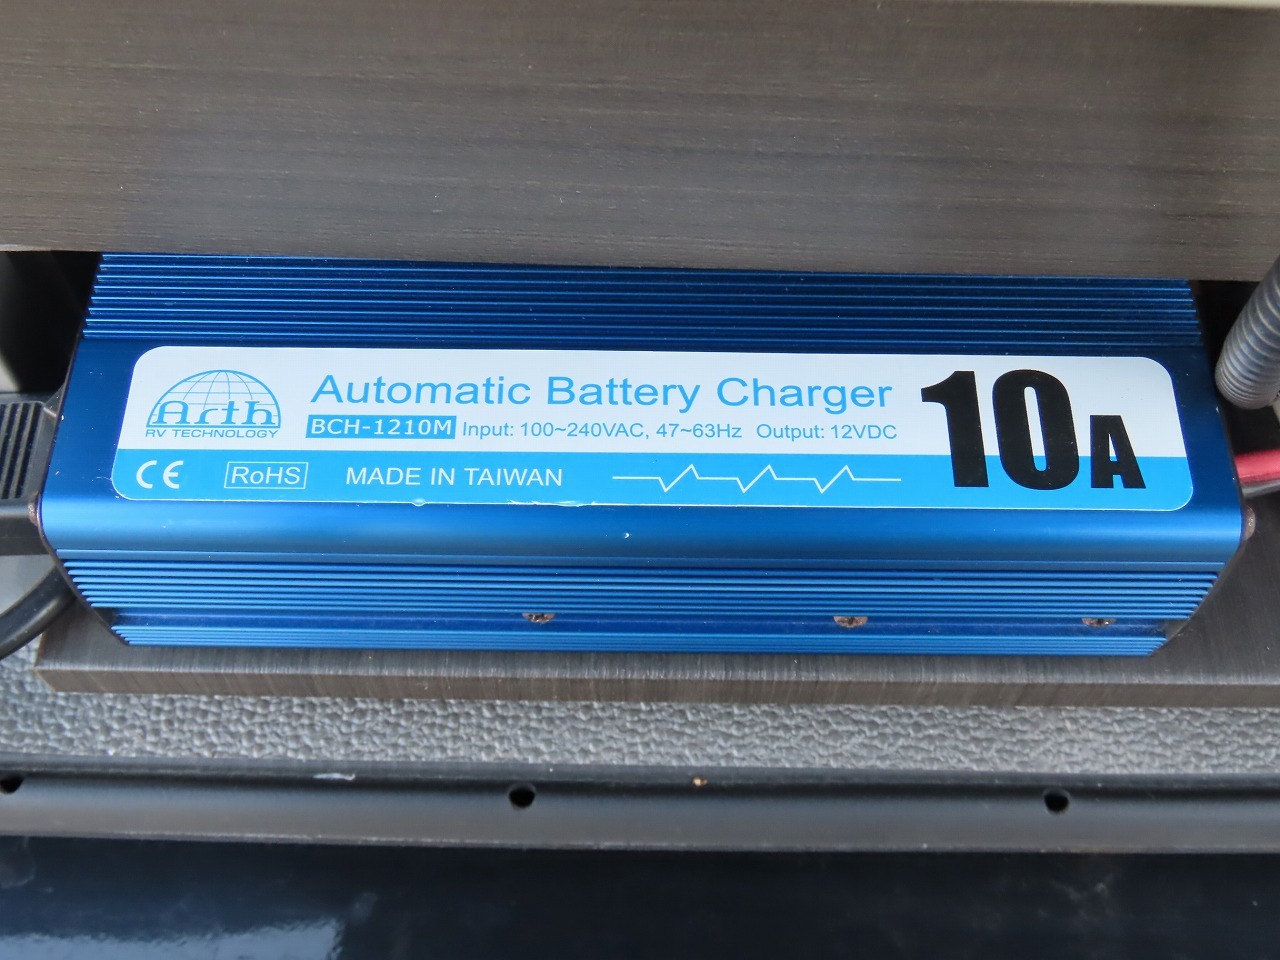 Arth
RV TECHNOLOGY
Automatic Battery Charger
BCH-1210M Input: 100~240VAC, 47~63Hz Output: 12VDC
10A
CE RoHS MADE IN TAIWAN